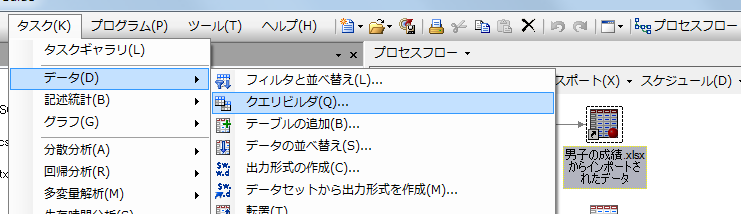 タスク(K) プログラム(P) ツール(T) ヘルプ(H) プロセスフロー
タスクギャラリ(L)
プロセスフロー
データ(D)
フィルタと並べ替え(L)...
スポート(X) スケジュール(D)
記述統計(B)
クエリビルダ(Q)...
グラフ(G)
テーブルの追加(B)...
分散分析(A)
データの並べ替え(S)...
回帰分析(R)
出力形式の作成(C)...
多変量解析(M)
データセットから出力形式を作成(M)...
生存時間分析(S)
転置(T)
男子の成績.xlsx
からインポートさ
れたデータ